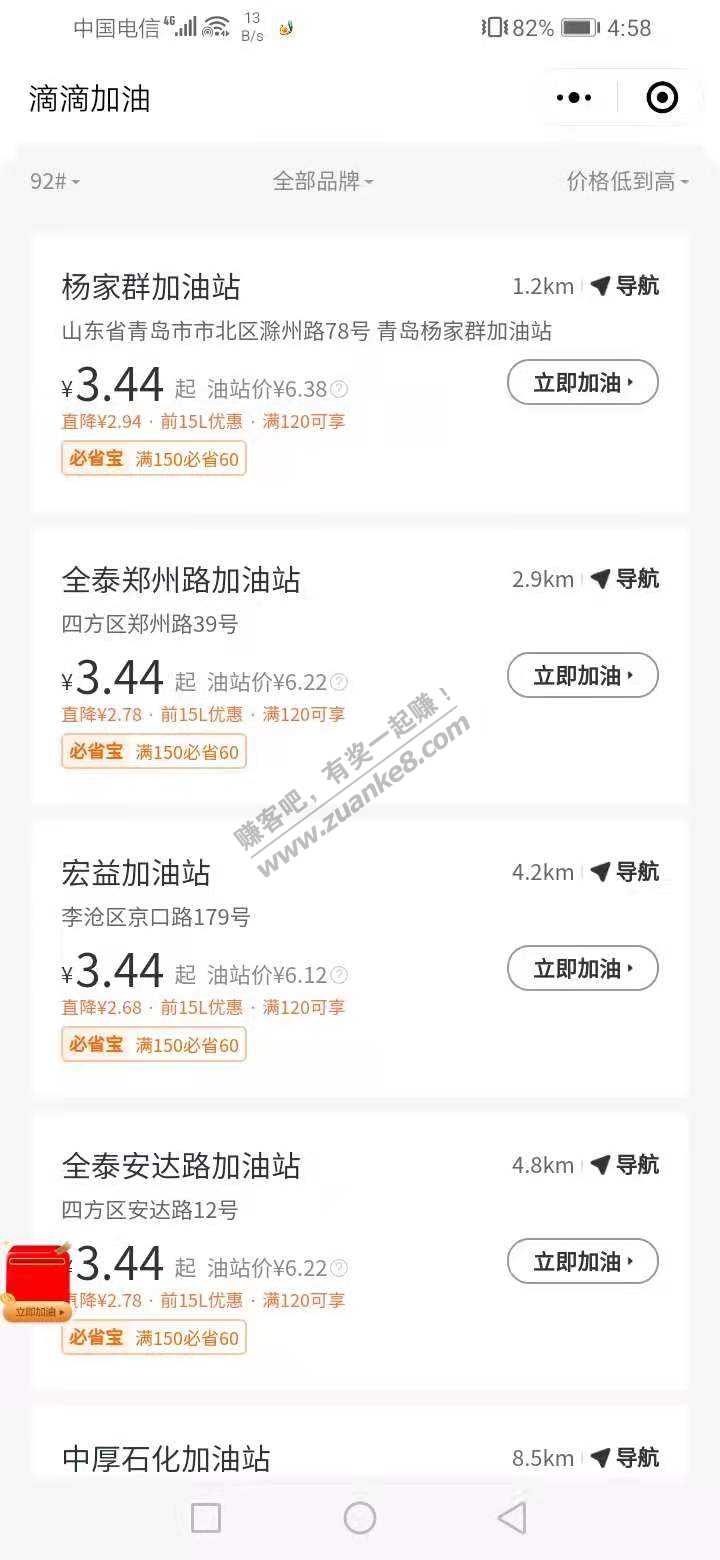 中国电信 4G 13 B/s 82% 4:58
滴滴加油
92# 全部品牌 价格低到高
杨家群加油站 1.2km 导航
山东省青岛市市北区滁州路78号 青岛杨家群加油站
¥3.44 起 油站价¥6.38 ? 立即加油
直降¥2.94 · 前15L优惠 · 满120可享
必省宝 满150必省60
全泰郑州路加油站 2.9km 导航
四方区郑州路39号
¥3.44 起 油站价¥6.22 ? 立即加油
直降¥2.78 · 前15L优惠 · 满120可享
必省宝 满150必省60
赚客吧，有奖一起赚！
www.zuanke8.com
宏益加油站 4.2km 导航
李沧区京口路179号
¥3.44 起 油站价¥6.12 ? 立即加油
直降¥2.68 · 前15L优惠 · 满120可享
必省宝 满150必省60
全泰安达路加油站 4.8km 导航
四方区安达路12号
¥3.44 起 油站价¥6.22 ? 立即加油
立即加油
降¥2.78 · 前15L优惠 · 满120可享
必省宝 满150必省60
中厚石化加油站 8.5km 导航